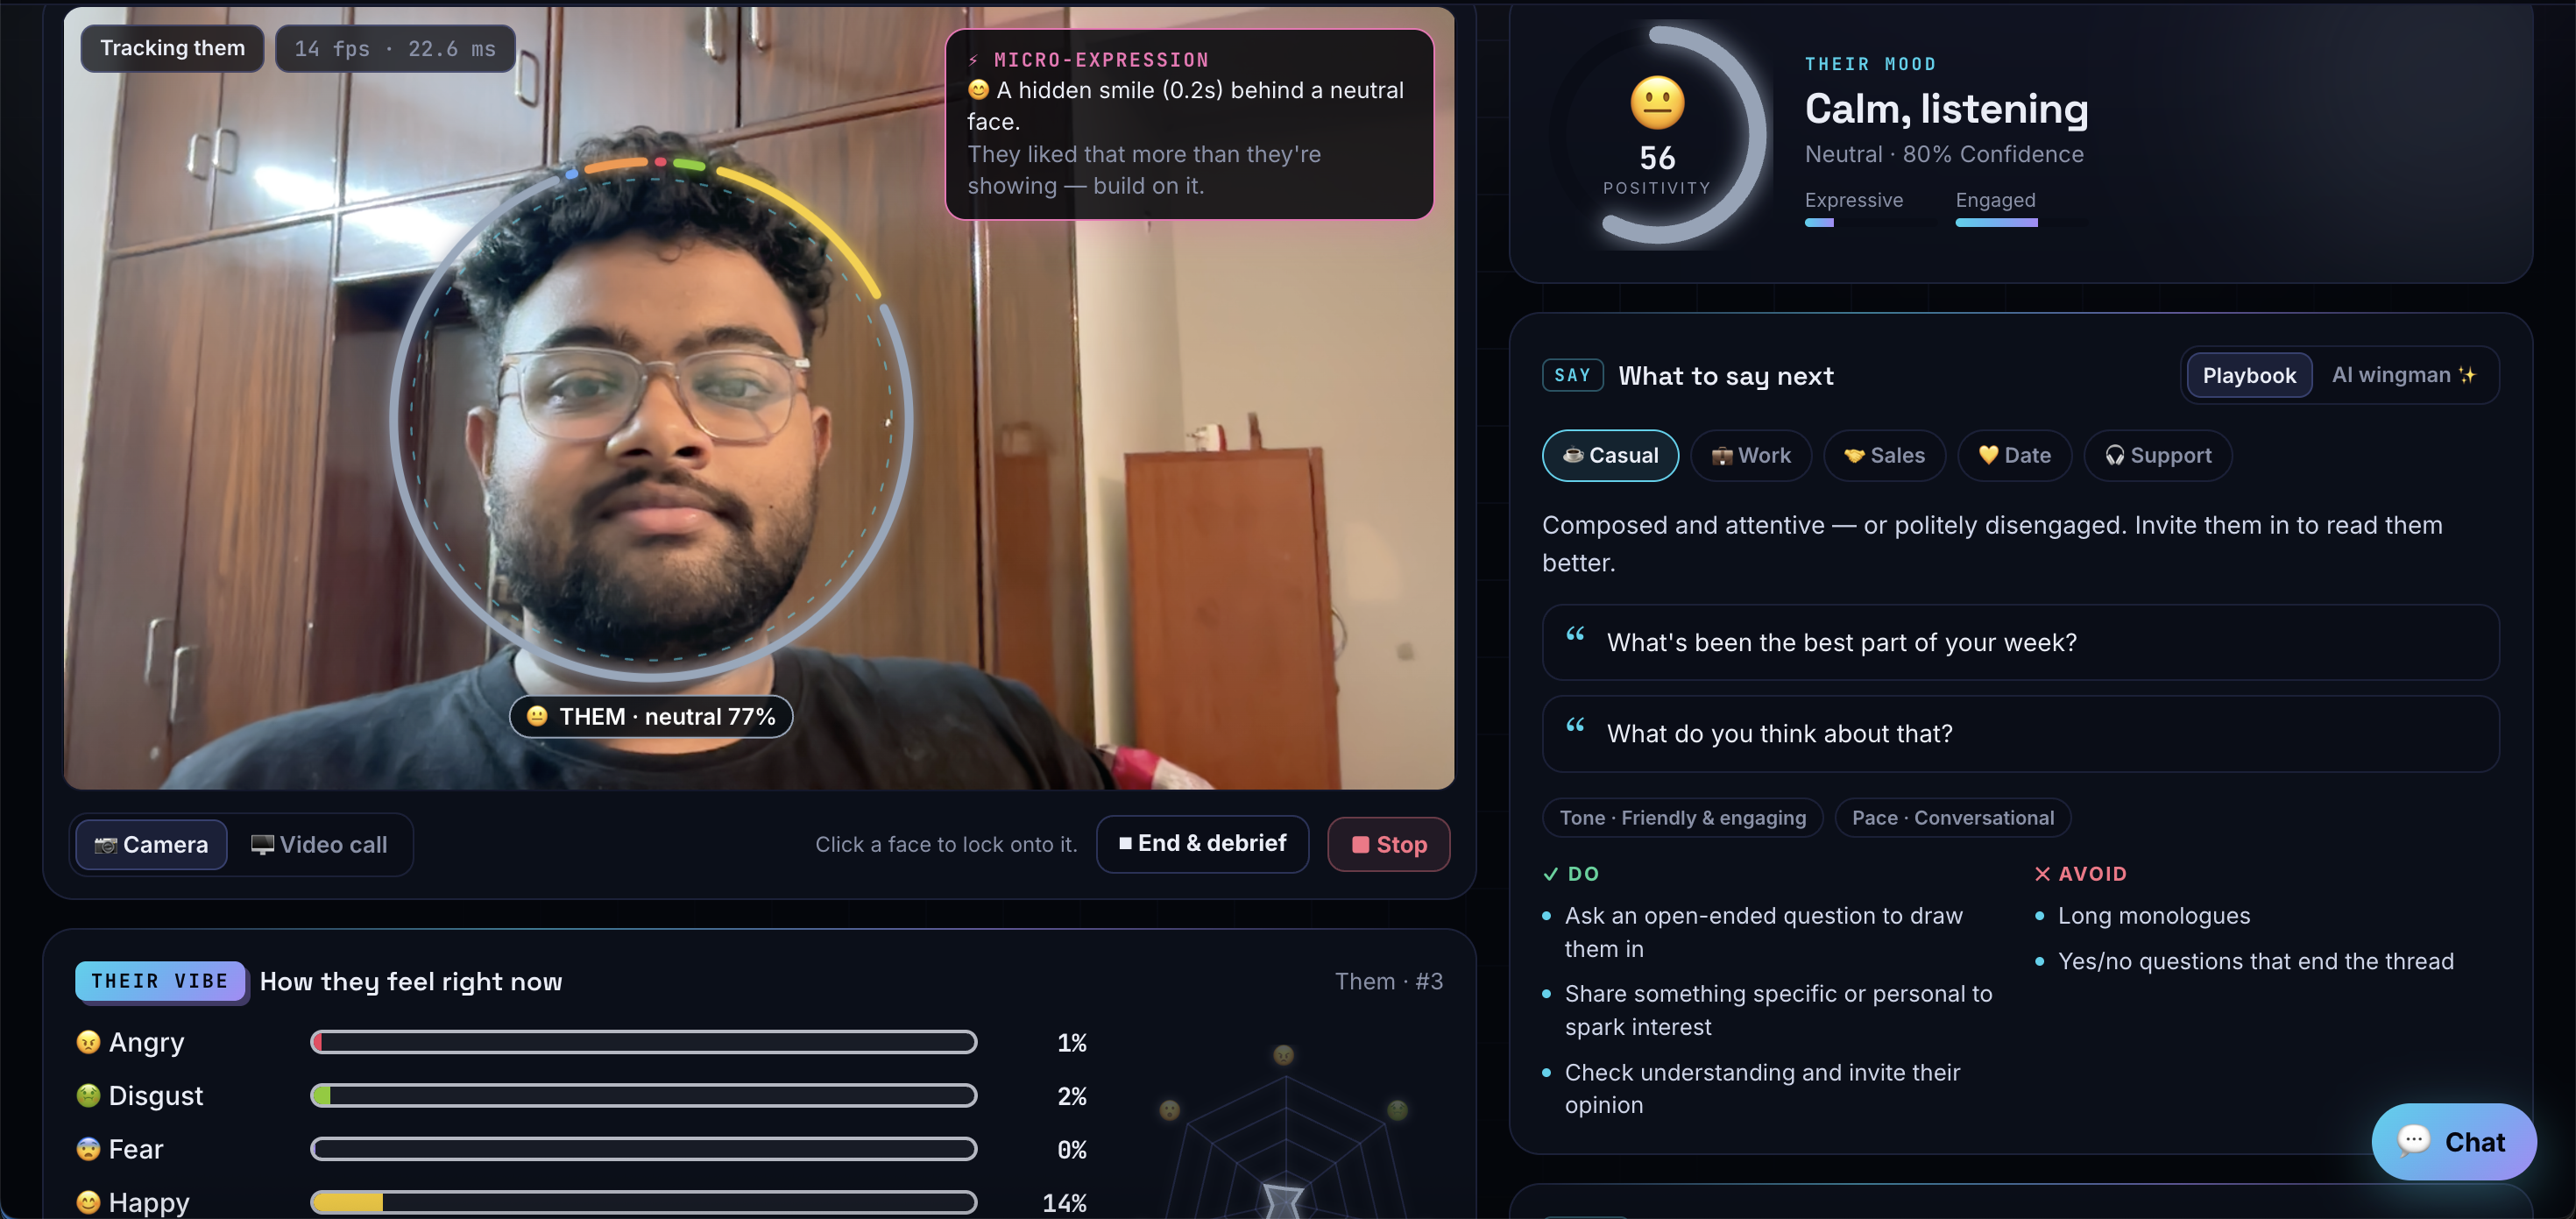 Tracking them
14 fps · 22.6 ms
⚡ MICRO-EXPRESSION
😊 A hidden smile (0.2s) behind a neutral
face.
They liked that more than they're
showing — build on it.
😐 THEM · neutral 77%
📷 Camera
🖥️ Video call
Click a face to lock onto it.
■ End & debrief
Stop
THEIR VIBE
How they feel right now
Them · #3
😠 Angry
1%
🤢 Disgust
2%
😨 Fear
0%
😊 Happy
14%
😐
56
POSITIVITY
THEIR MOOD
Calm, listening
Neutral · 80% Confidence
Expressive
Engaged
SAY
What to say next
Playbook
AI wingman ✨
☕ Casual
💼 Work
🤝 Sales
💛 Date
🎧 Support
Composed and attentive — or politely disengaged. Invite them in to read them
better.
“ What's been the best part of your week?
“ What do you think about that?
Tone · Friendly & engaging
Pace · Conversational
✓ DO
• Ask an open-ended question to draw
them in
• Share something specific or personal to
spark interest
• Check understanding and invite their
opinion
✕ AVOID
• Long monologues
• Yes/no questions that end the thread
💬 Chat